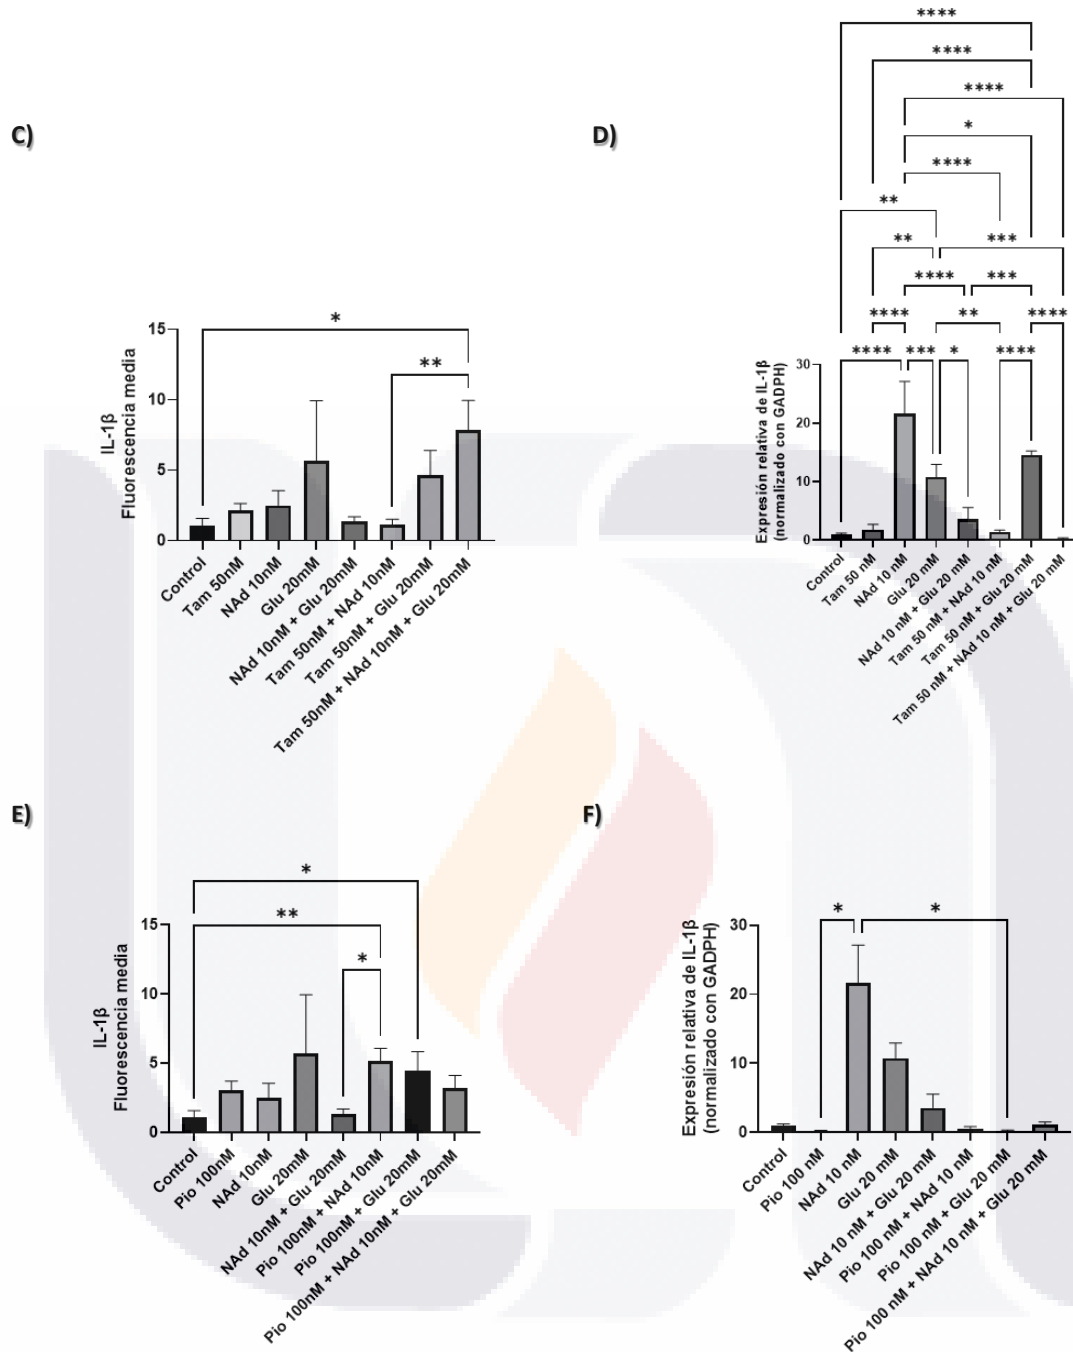 C)
*
**
15
10
5
0
IL-1β
Fluorescencia media
Control
Tam 50nM
NAd 10nM
Glu 20mM
NAd 10nM + Glu 20mM
Tam 50nM + NAd 10nM
Tam 50nM + Glu 20mM
Tam 50nM + NAd 10nM + Glu 20mM
D)
****
****
****
*
****
**
** ***
**** ***
**** ** ****
**** *** * ****
30
20
10
0
Expresión relativa de IL-1β
(normalizado con GADPH)
Control
Tam 50 nM
NAd 10 nM
Glu 20 mM
NAd 10 nM + Glu 20 mM
Tam 50 nM + NAd 10 nM
Tam 50 nM + Glu 20 mM
Tam 50 nM + NAd 10 nM + Glu 20 mM
E)
*
**
*
15
10
5
0
IL-1β
Fluorescencia media
Control
Pio 100nM
NAd 10nM
Glu 20mM
NAd 10nM + Glu 20mM
Pio 100nM + NAd 10nM
Pio 100nM + Glu 20mM
Pio 100nM + NAd 10nM + Glu 20mM
F)
* *
30
20
10
0
Expresión relativa de IL-1β
(normalizado con GADPH)
Control
Pio 100 nM
NAd 10 nM
Glu 20 mM
NAd 10 nM + Glu 20 mM
Pio 100 nM + NAd 10 nM
Pio 100 nM + Glu 20 mM
Pio 100 nM + NAd 10 nM + Glu 20 mM